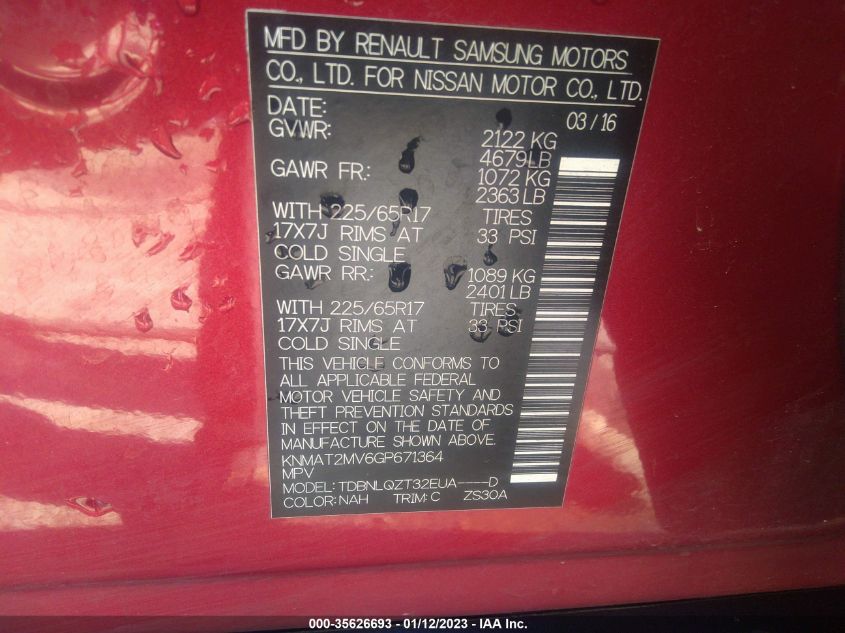 MFD BY RENAULT SAMSUNG MOTORS
CO., LTD. FOR NISSAN MOTOR CO., LTD.
DATE: 03/16
GVWR: 2122 KG
4679LB
GAWR FR.: 1072 KG
2363 LB
WITH 225/65R17 TIRES
17X7J RIMS AT 33 PSI
COLD SINGLE
GAWR RR.: 1089 KG
2401 LB
WITH 225/65R17 TIRES
17X7J RIMS AT 33 PSI
COLD SINGLE
THIS VEHICLE CONFORMS TO
ALL APPLICABLE FEDERAL
MOTOR VEHICLE SAFETY AND
THEFT PREVENTION STANDARDS
IN EFFECT ON THE DATE OF
MANUFACTURE SHOWN ABOVE.
KNMAT2MV6GP671364
MPV
MODEL: TDBNLQZT32EUA----D
COLOR: NAH TRIM: C ZS30A
000-35626693 - 01/12/2023 - IAA Inc.